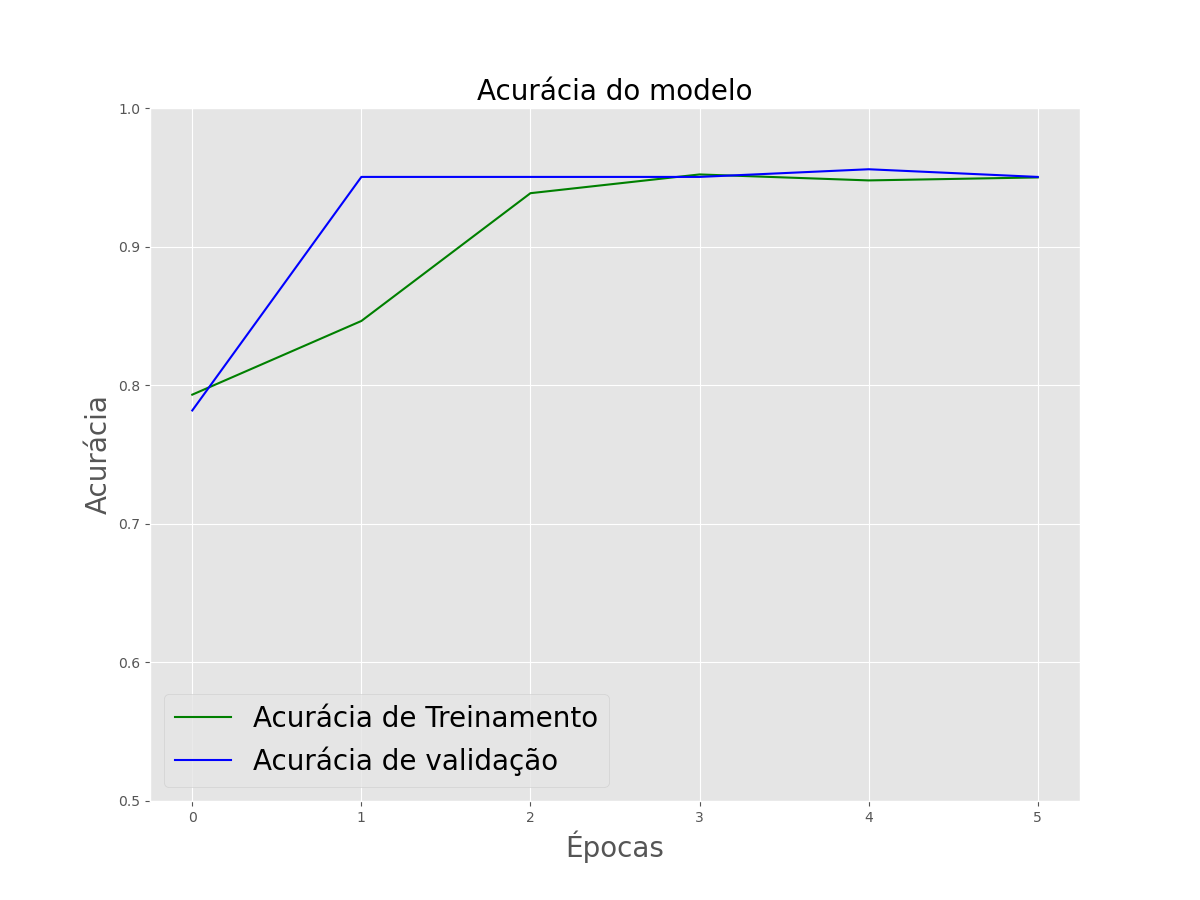 Acurácia do modelo
1.0
0.9
0.8
0.7
0.6
0.5
Acurácia
Acurácia de Treinamento
Acurácia de validação
0 1 2 3 4 5
Épocas